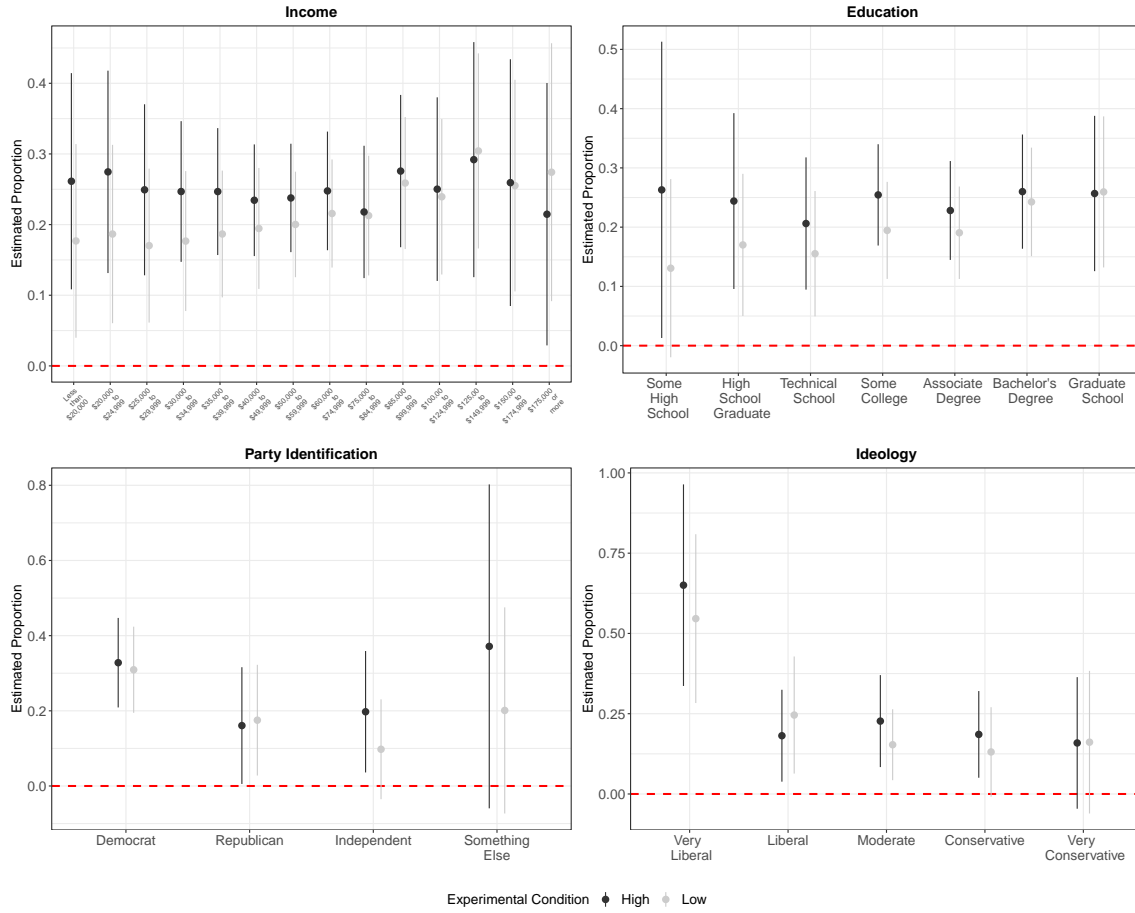 Income
Estimated Proportion
0.4
0.3
0.2
0.1
0.0
Less
than
$20,000
$20,000
to
$24,999
$25,000
to
$29,999
$30,000
to
$34,999
$35,000
to
$39,999
$40,000
to
$49,999
$50,000
to
$59,999
$60,000
to
$74,999
$75,000
to
$84,999
$85,000
to
$99,999
$100,00
to
$124,999
$125,00
to
$149,999
$150,00
to
$174,999
$175,000
or
more
Education
Estimated Proportion
0.5
0.4
0.3
0.2
0.1
0.0
Some
High
School
High
School
Graduate
Technical
School
Some
College
Associate
Degree
Bachelor's
Degree
Graduate
School
Party Identification
Estimated Proportion
0.8
0.6
0.4
0.2
0.0
Democrat
Republican
Independent
Something
Else
Ideology
Estimated Proportion
1.00
0.75
0.50
0.25
0.00
Very
Liberal
Liberal
Moderate
Conservative
Very
Conservative
Experimental Condition High Low